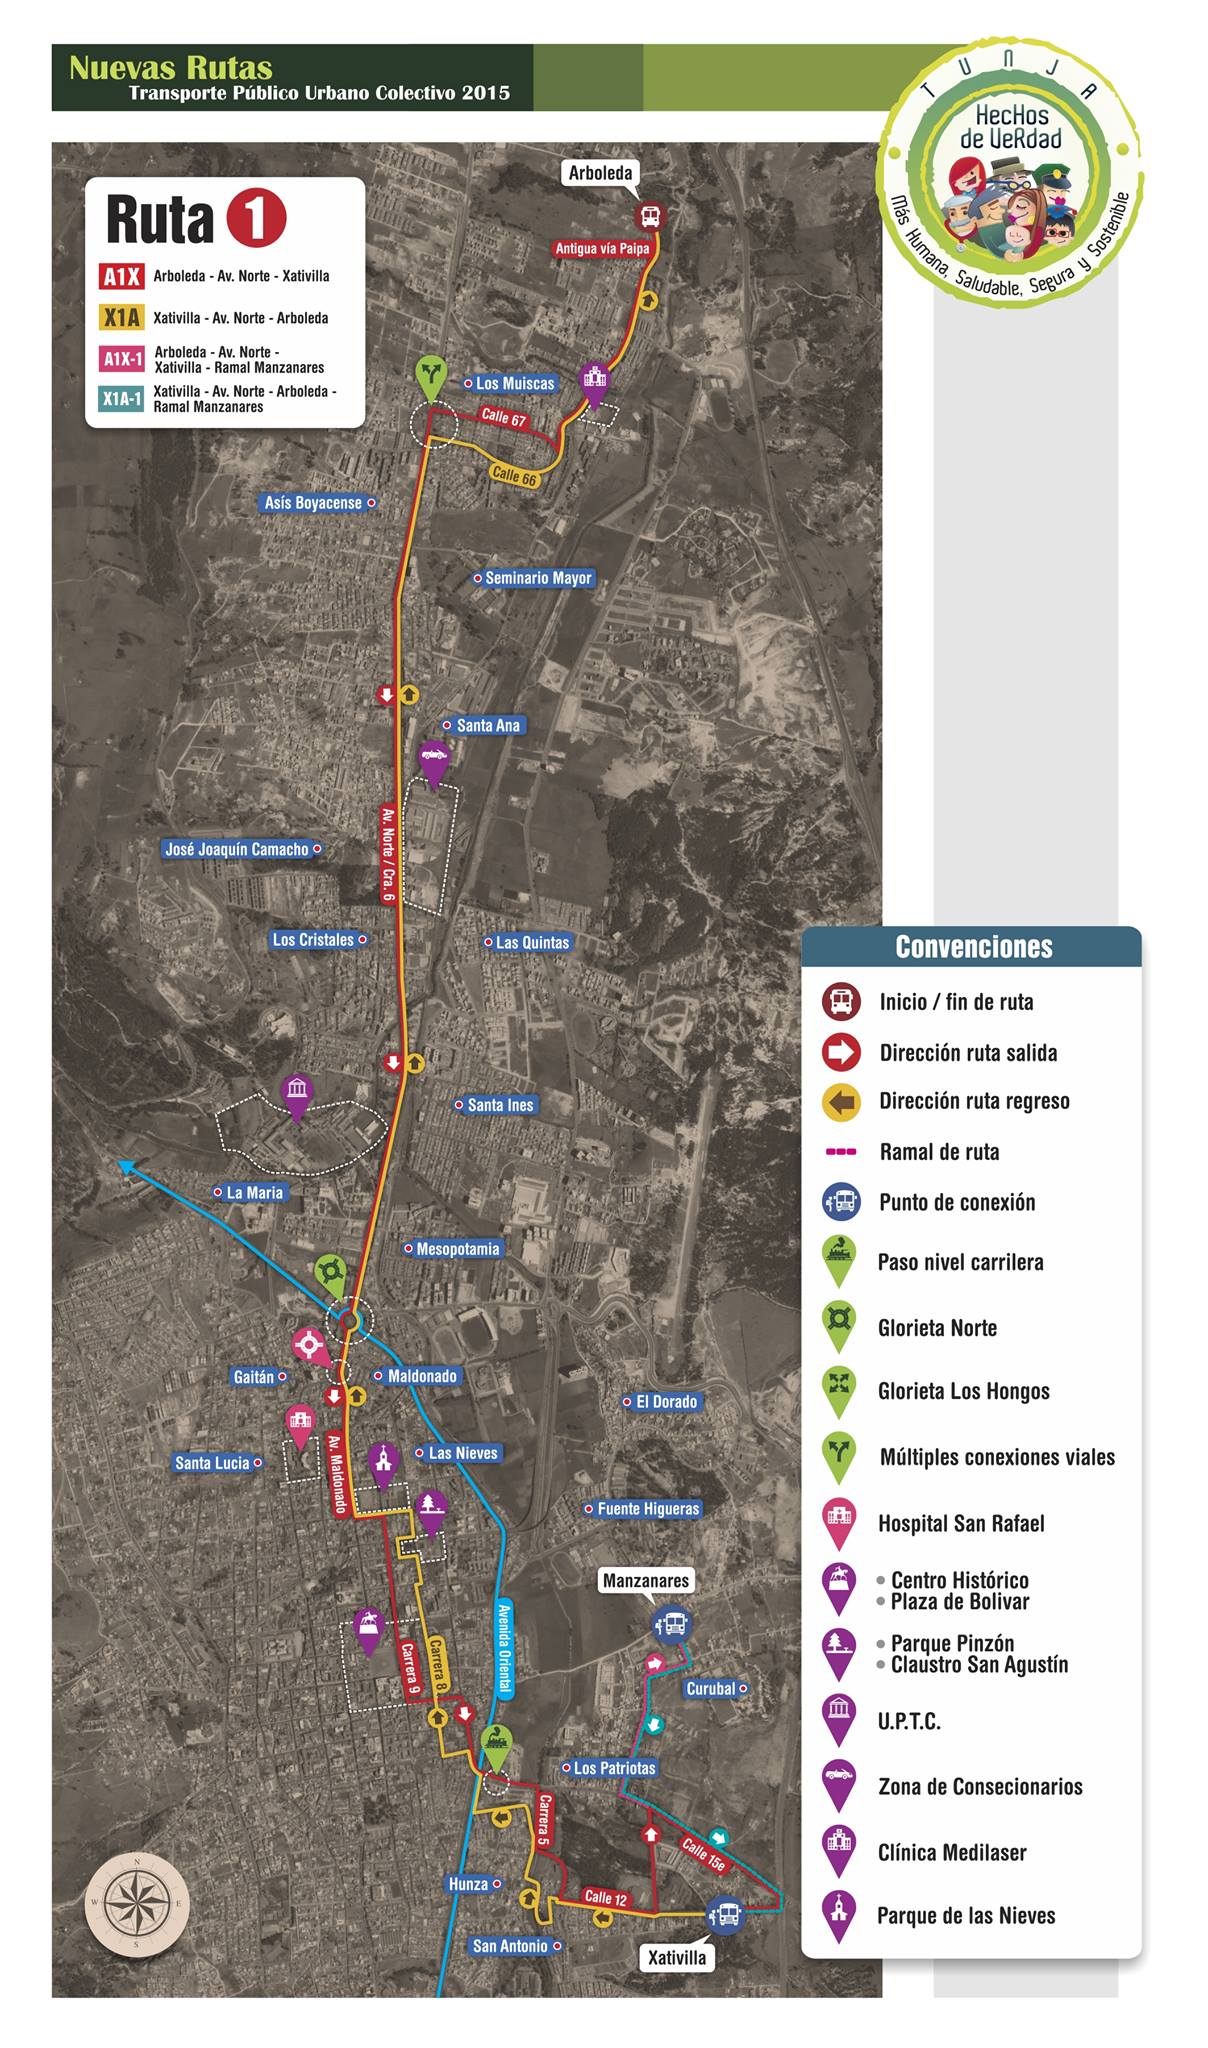 Nuevas Rutas
Transporte Público Urbano Colectivo 2015
TUNJA
HecHos
de VeRdad
Más Humana, Saludable, Segura y Sostenible
Ruta 1
A1X Arboleda - Av. Norte - Xativilla
X1A Xativilla - Av. Norte - Arboleda
A1X-1 Arboleda - Av. Norte -
Xativilla - Ramal Manzanares
X1A-1 Xativilla - Av. Norte - Arboleda -
Ramal Manzanares
Arboleda
Antigua vía Paipa
Los Muiscas
Calle 67
Calle 66
Asís Boyacense
Seminario Mayor
Santa Ana
Av. Norte / Cra. 6
José Joaquín Camacho
Los Cristales
Las Quintas
Santa Ines
La Maria
Mesopotamia
Gaitán
Maldonado
El Dorado
Av. Maldonado
Santa Lucia
Las Nieves
Fuente Higueras
Manzanares
Avenida Oriental
Carrera 9
Carrera 8
Curubal
Los Patriotas
Carrera 5
Calle 15e
Hunza
Calle 12
San Antonio
Xativilla
N
W
E
S
Convenciones
Inicio / fin de ruta
Dirección ruta salida
Dirección ruta regreso
Ramal de ruta
Punto de conexión
Paso nivel carrilera
Glorieta Norte
Glorieta Los Hongos
Múltiples conexiones viales
Hospital San Rafael
• Centro Histórico
• Plaza de Bolivar
• Parque Pinzón
• Claustro San Agustín
U.P.T.C.
Zona de Consecionarios
Clínica Medilaser
Parque de las Nieves